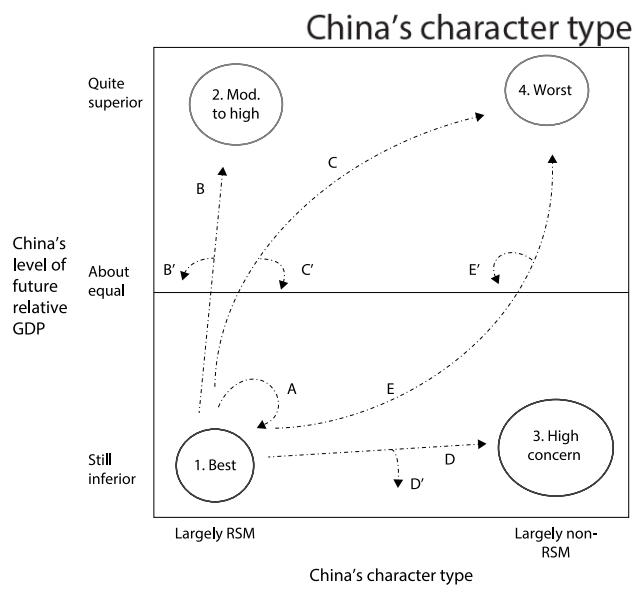 China's character type
Quite
superior
2. Mod.
to high
4. Worst
C
B
China's
level of
future
relative
GDP
About
equal
B'
C'
E'
A
E
3. High
concern
Still
inferior
1. Best
D
D'
Largely RSM
Largely non-
RSM
China's character type